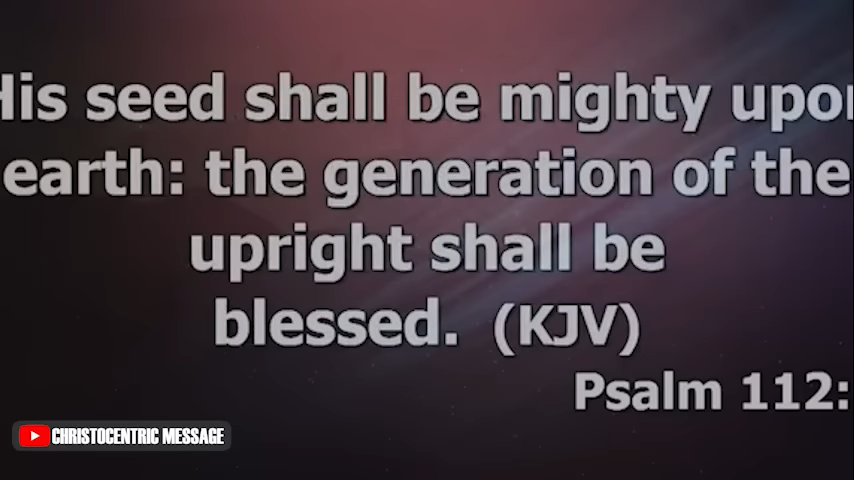 His seed shall be mighty upon
earth: the generation of the
upright shall be
blessed. (KJV)
Psalm 112:
CHRISTOCENTRIC MESSAGE